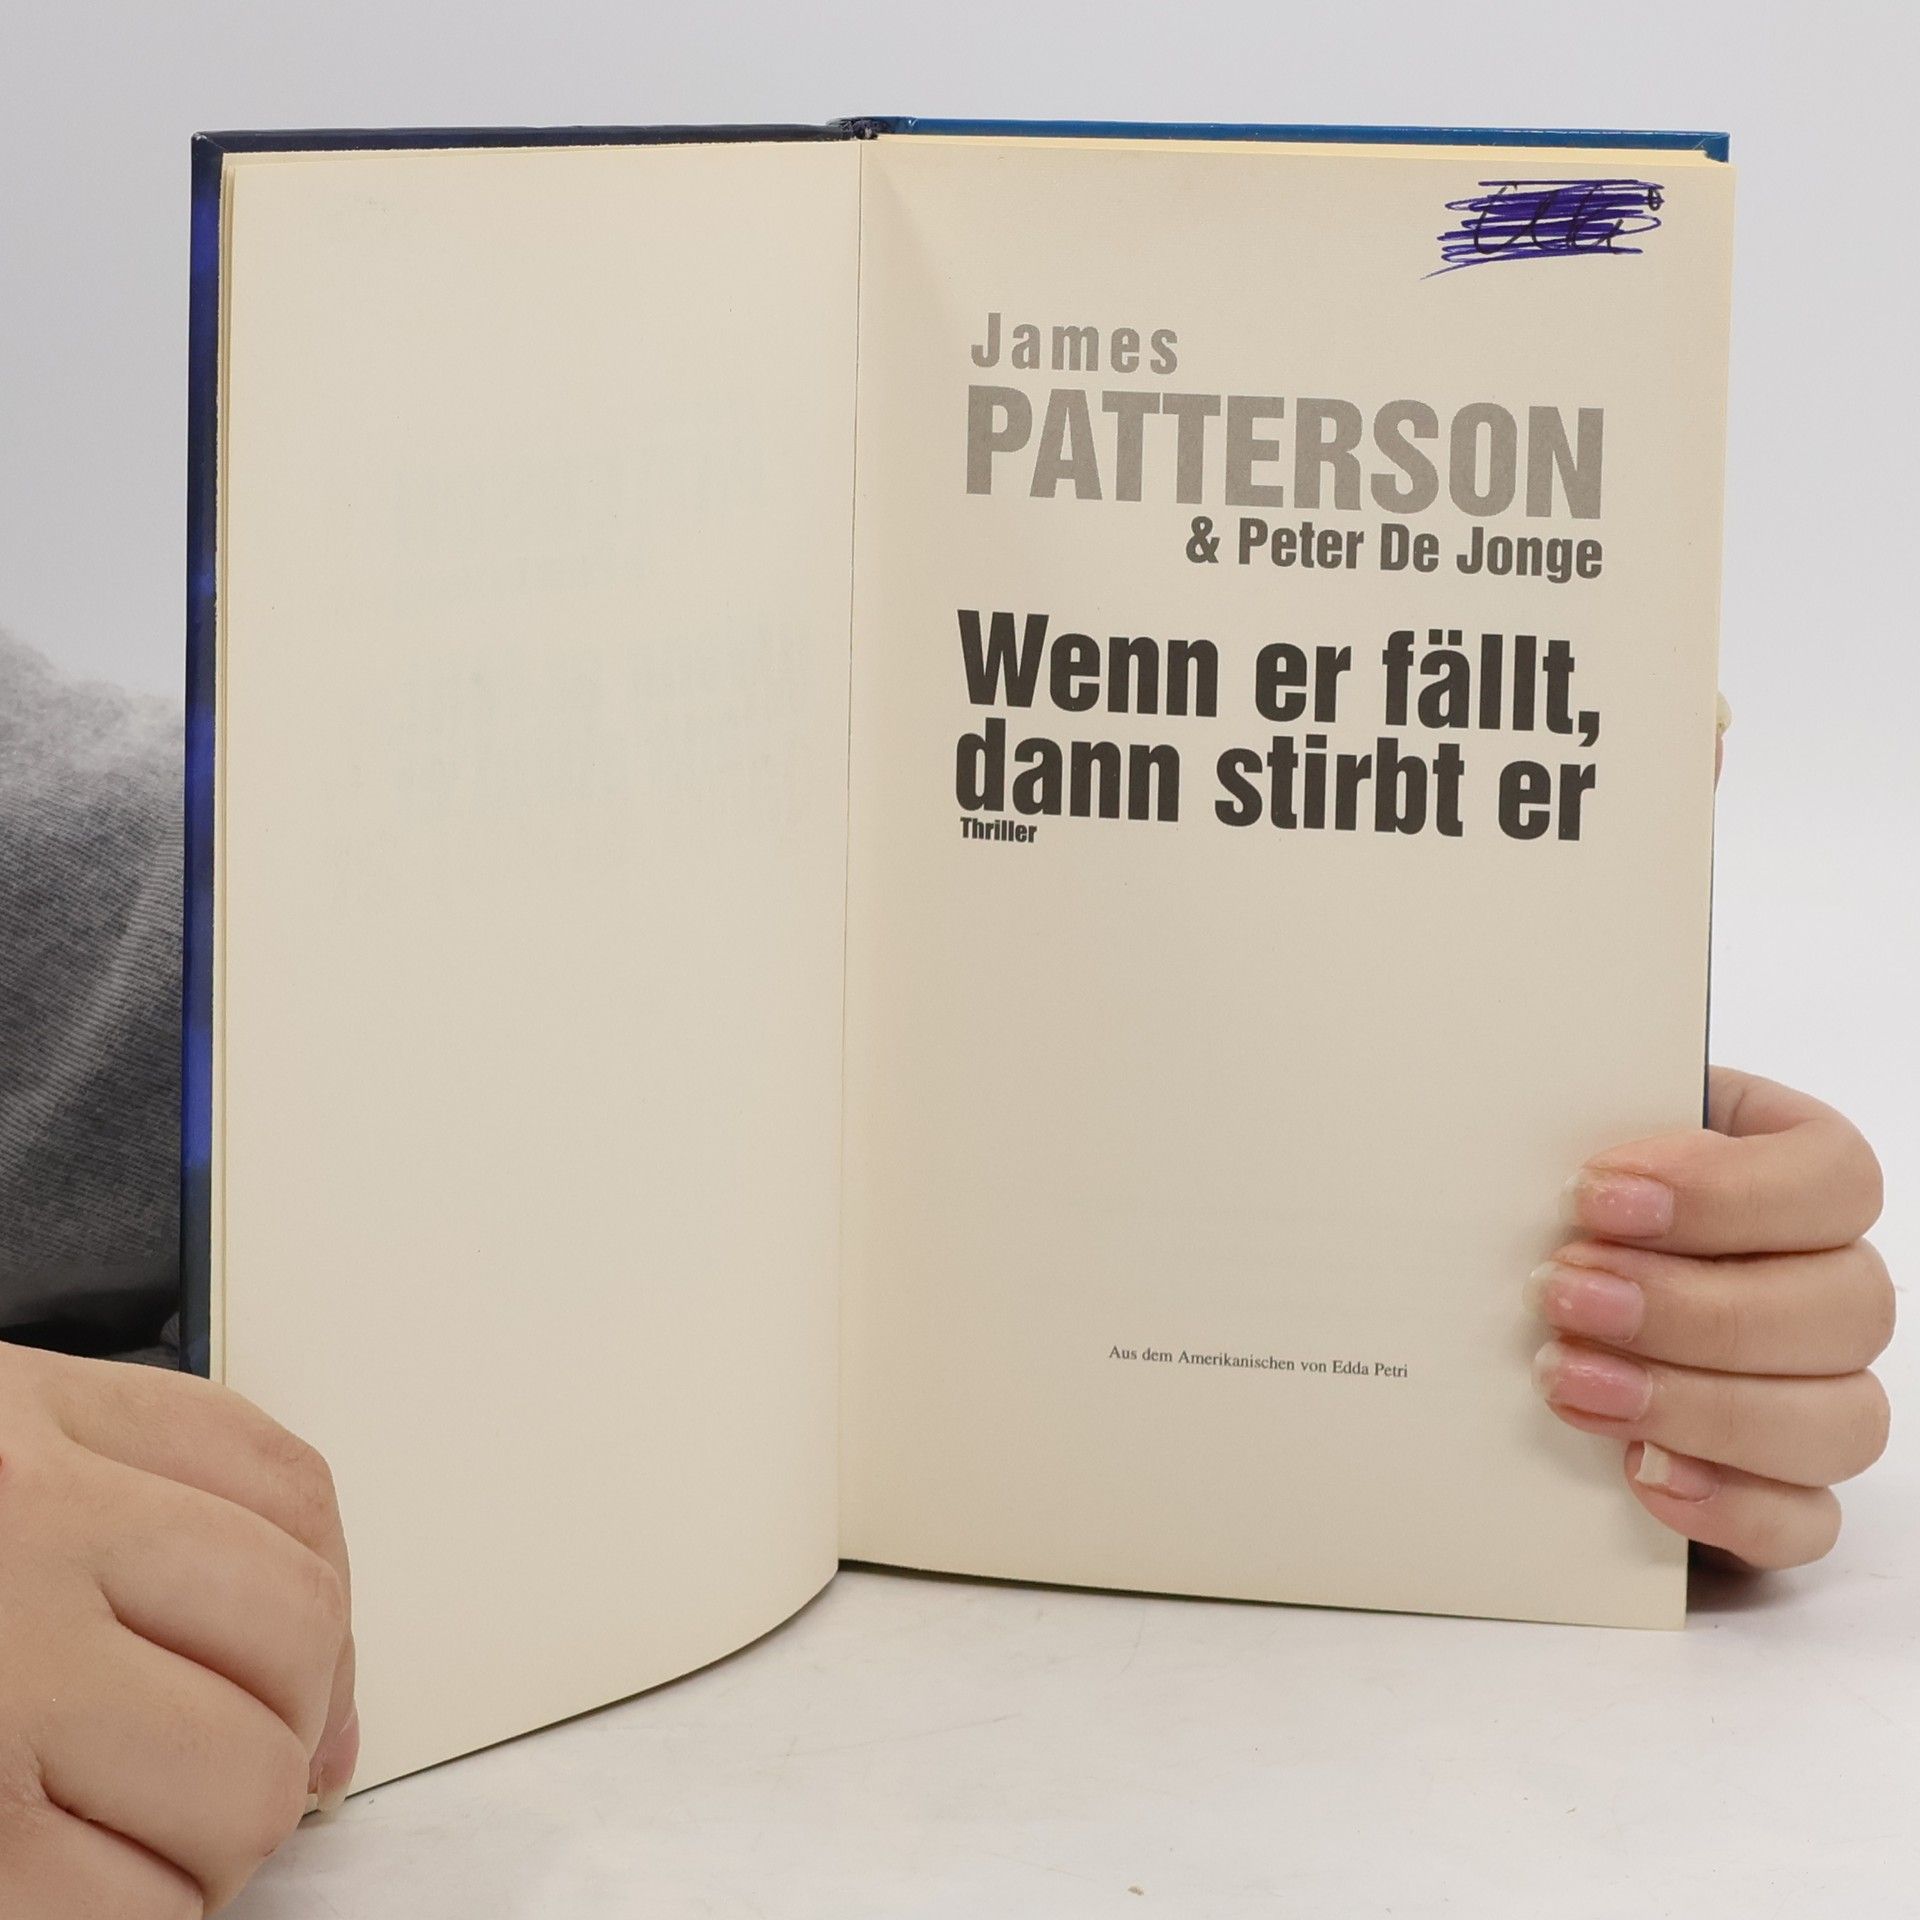 James
PATTERSON
& Peter De Jonge
Wenn er fällt,
dann stirbt er
Thriller
Aus dem Amerikanischen von Edda Petri